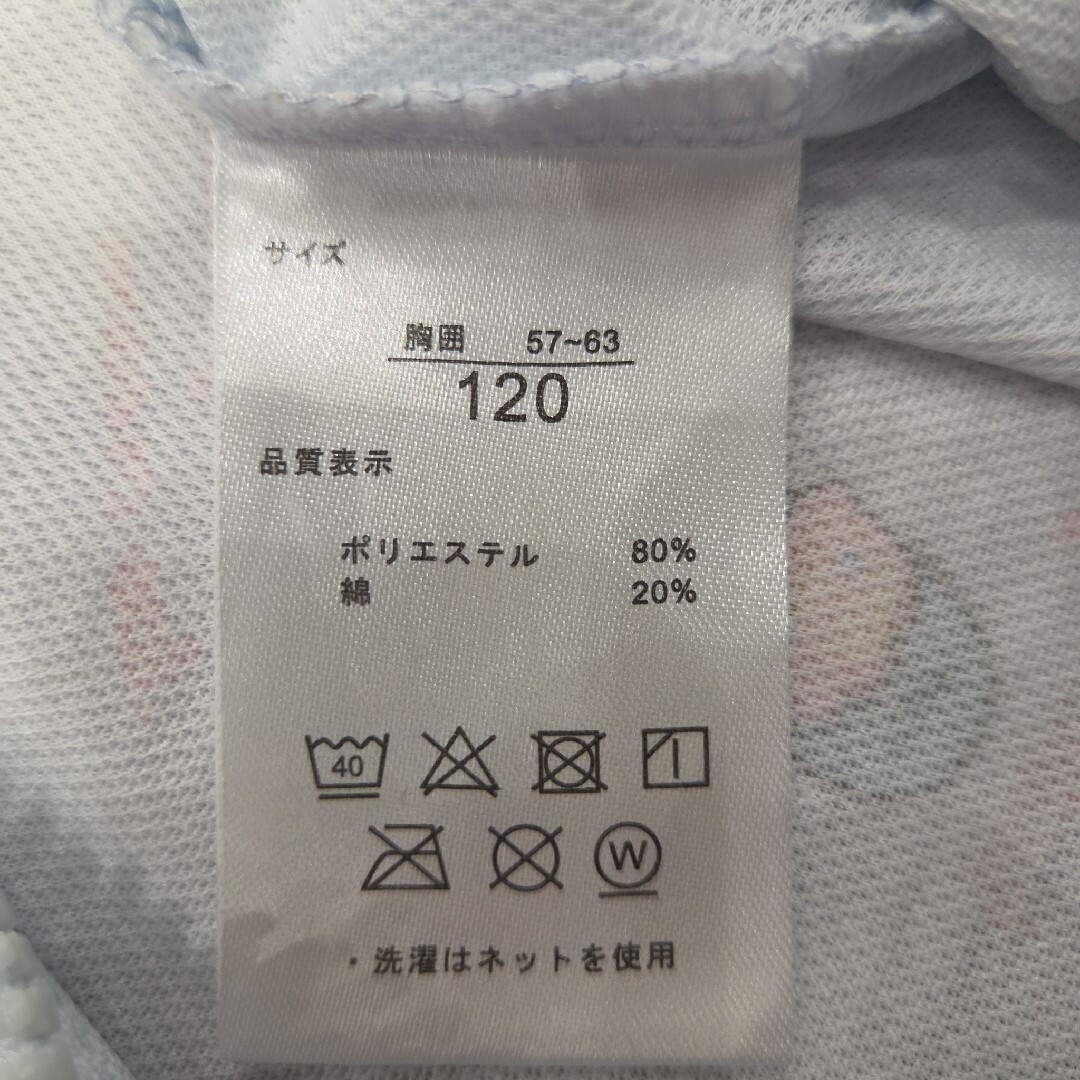 サイズ
胸囲 57~63
120
品質表示
ポリエステル 80%
綿 20%
40
W
・洗濯はネットを使用